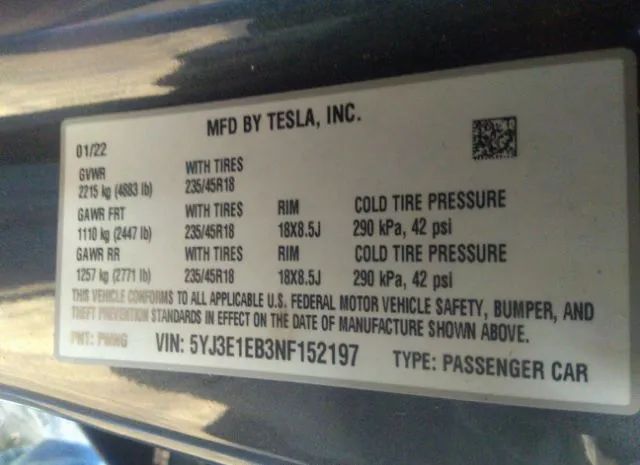 MFD BY TESLA, INC.
01/22
GVWR WITH TIRES
2215 kg (4883 lb) 235/45R18
GAWR FRT WITH TIRES RIM COLD TIRE PRESSURE
1110 kg (2447 lb) 235/45R18 18X8.5J 290 kPa, 42 psi
GAWR RR WITH TIRES RIM COLD TIRE PRESSURE
1257 kg (2771 lb) 235/45R18 18X8.5J 290 kPa, 42 psi
THIS VEHICLE CONFORMS TO ALL APPLICABLE U.S. FEDERAL MOTOR VEHICLE SAFETY, BUMPER, AND
THEFT PREVENTION STANDARDS IN EFFECT ON THE DATE OF MANUFACTURE SHOWN ABOVE.
PNT: PMNG VIN: 5YJ3E1EB3NF152197 TYPE: PASSENGER CAR